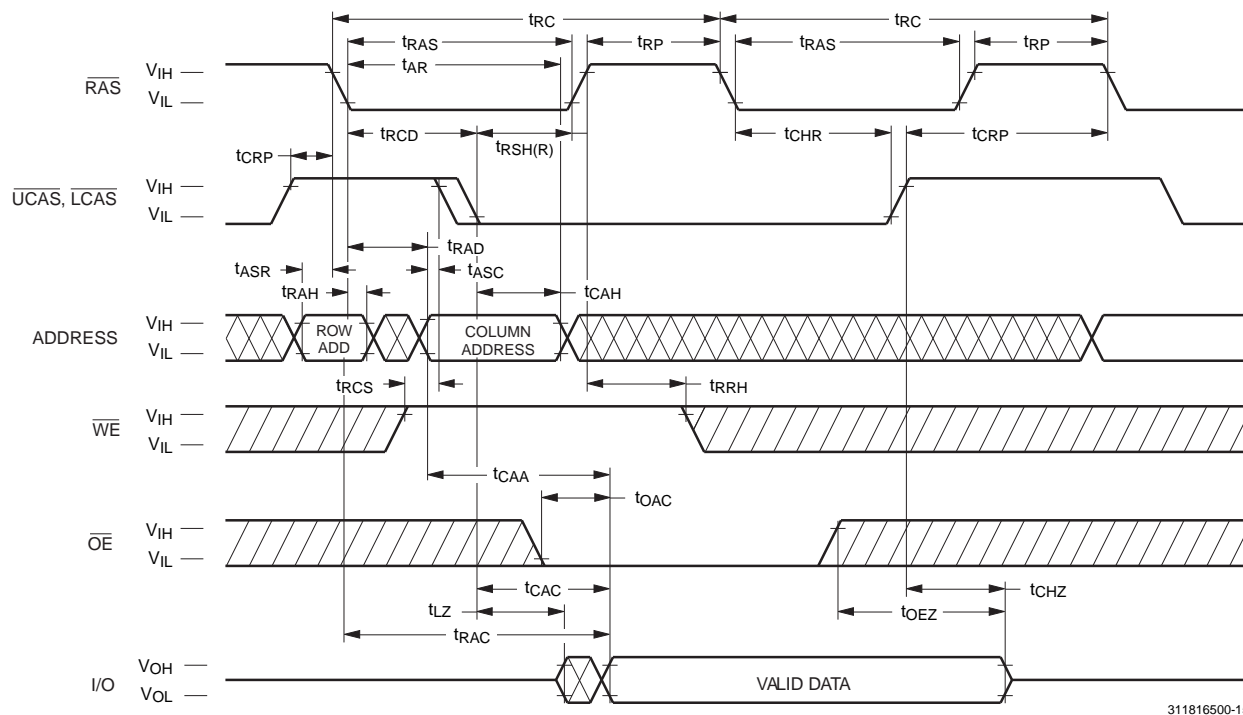 tRC tRC
tRAS tRP tRAS tRP
tAR
RAS VIH
VIL
tRCD tRSH(R) tCHR tCRP
tCRP
UCAS, LCAS VIH
VIL
tRAD
tASR tASC
tRAH tCAH
ADDRESS VIH
VIL
ROW ADD
COLUMN ADDRESS
tRCS tRRH
WE VIH
VIL
tCAA
tOAC
OE VIH
VIL
tCAC tCHZ
tLZ tOEZ
tRAC
I/O VOH
VOL
VALID DATA